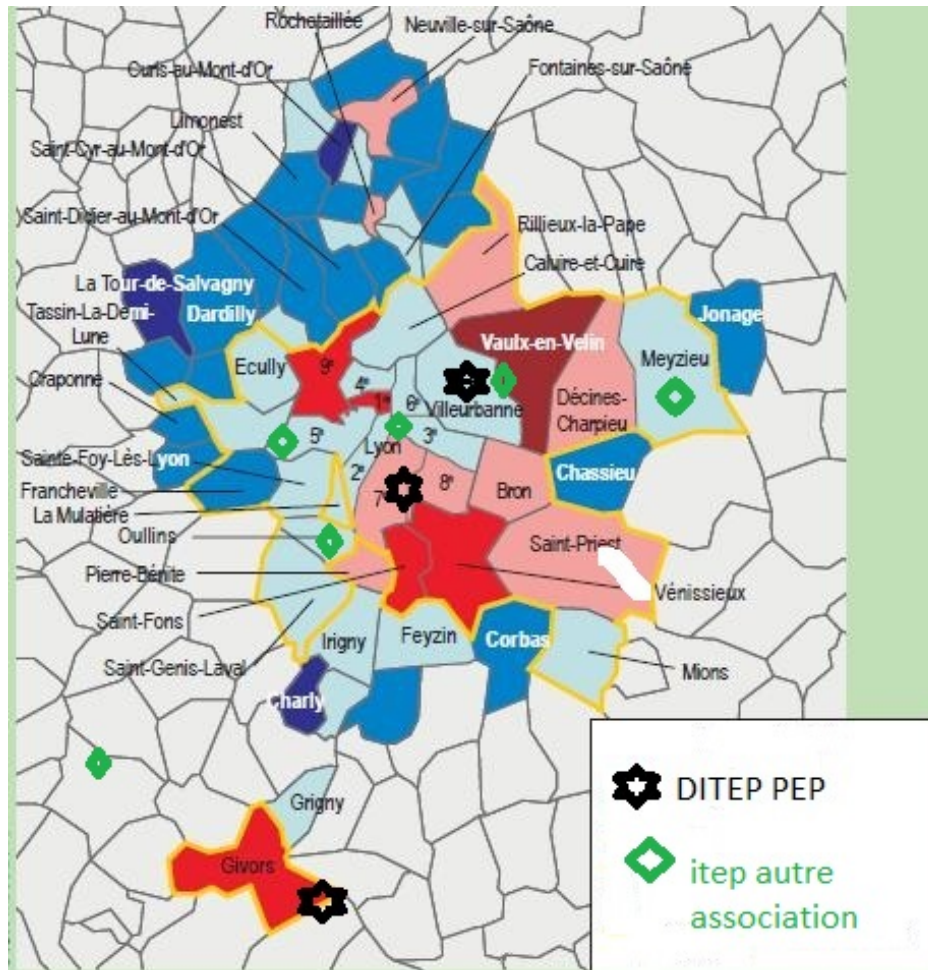 Rochetaillée
Neuville-sur-Saône
Curis-au-Mont-d'Or
Fontaines-sur-Saône
Limonest
Saint-Cyr-au-Mont-d'Or
Saint-Didier-au-Mont-d'Or
Rillieux-la-Pape
Caluire-et-Cuire
La Tour-de-Salvagny
Dardilly
Jonage
Tassin-La-Demi-
Lune
Vaulx-en-Velin
Meyzieu
Ecully
9e
Craponne
4e
1er
6e
Villeurbanne
Décines-
Charpieu
5e
Lyon
3e
Sainte-Foy-Lès-Lyon
2e
Chassieu
Francheville
7e
8e
Bron
La Mulatière
Oullins
Saint-Priest
Pierre-Bénite
Vénissieux
Saint-Fons
Irigny
Feyzin
Corbas
Saint-Genis-Laval
Mions
Charly
Grigny
Givors
DITEP PEP
itep autre
association